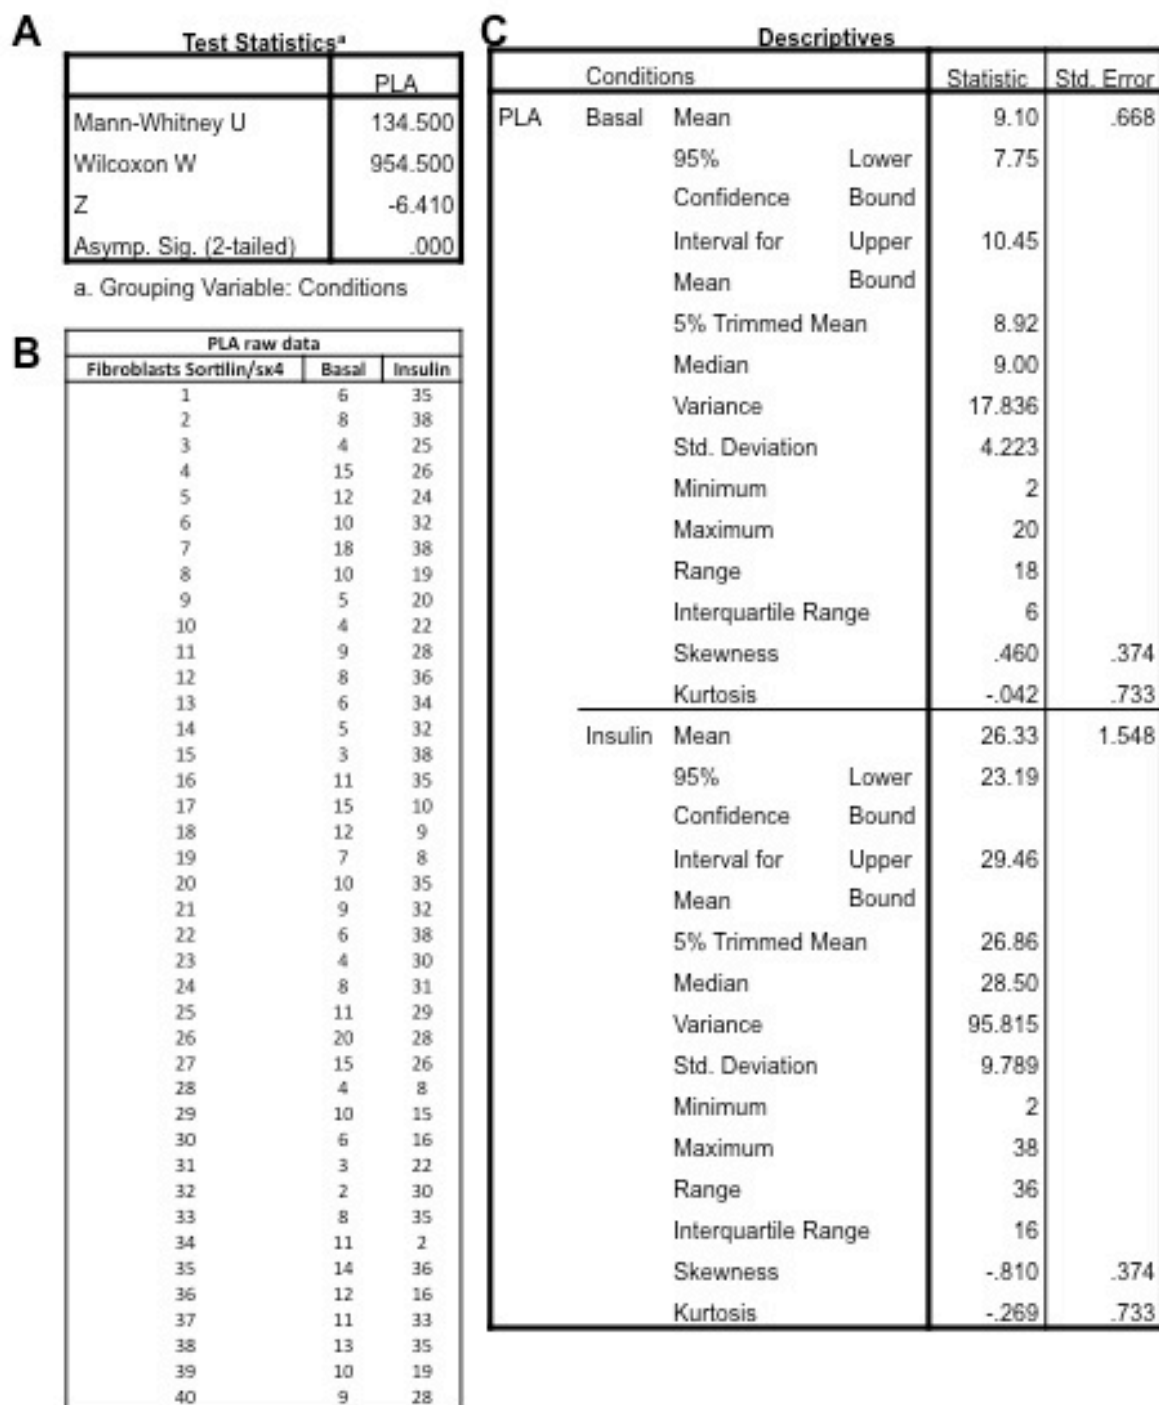 A
Test Statisticsᵃ
PLA
Mann-Whitney U 134.500
Wilcoxon W 954.500
Z -6.410
Asymp. Sig. (2-tailed) .000
a. Grouping Variable: Conditions
B
PLA raw data
Fibroblasts Sortilin/sx4 Basal Insulin
1 6 35
2 8 38
3 4 25
4 15 26
5 12 24
6 10 32
7 18 38
8 10 19
9 5 20
10 4 22
11 9 28
12 8 36
13 6 34
14 5 32
15 3 38
16 11 35
17 15 10
18 12 9
19 7 8
20 10 35
21 9 32
22 6 38
23 4 30
24 8 31
25 11 29
26 20 28
27 15 26
28 4 8
29 10 15
30 6 16
31 3 22
32 2 30
33 8 35
34 11 2
35 14 36
36 12 16
37 11 33
38 13 35
39 10 19
40 9 28
C
Descriptives
Conditions Statistic Std. Error
PLA Basal Mean 9.10 .668
95% Lower 7.75
Confidence Bound
Interval for Upper 10.45
Mean Bound
5% Trimmed Mean 8.92
Median 9.00
Variance 17.836
Std. Deviation 4.223
Minimum 2
Maximum 20
Range 18
Interquartile Range 6
Skewness .460 .374
Kurtosis -.042 .733
Insulin Mean 26.33 1.548
95% Lower 23.19
Confidence Bound
Interval for Upper 29.46
Mean Bound
5% Trimmed Mean 26.86
Median 28.50
Variance 95.815
Std. Deviation 9.789
Minimum 2
Maximum 38
Range 36
Interquartile Range 16
Skewness -.810 .374
Kurtosis -.269 .733